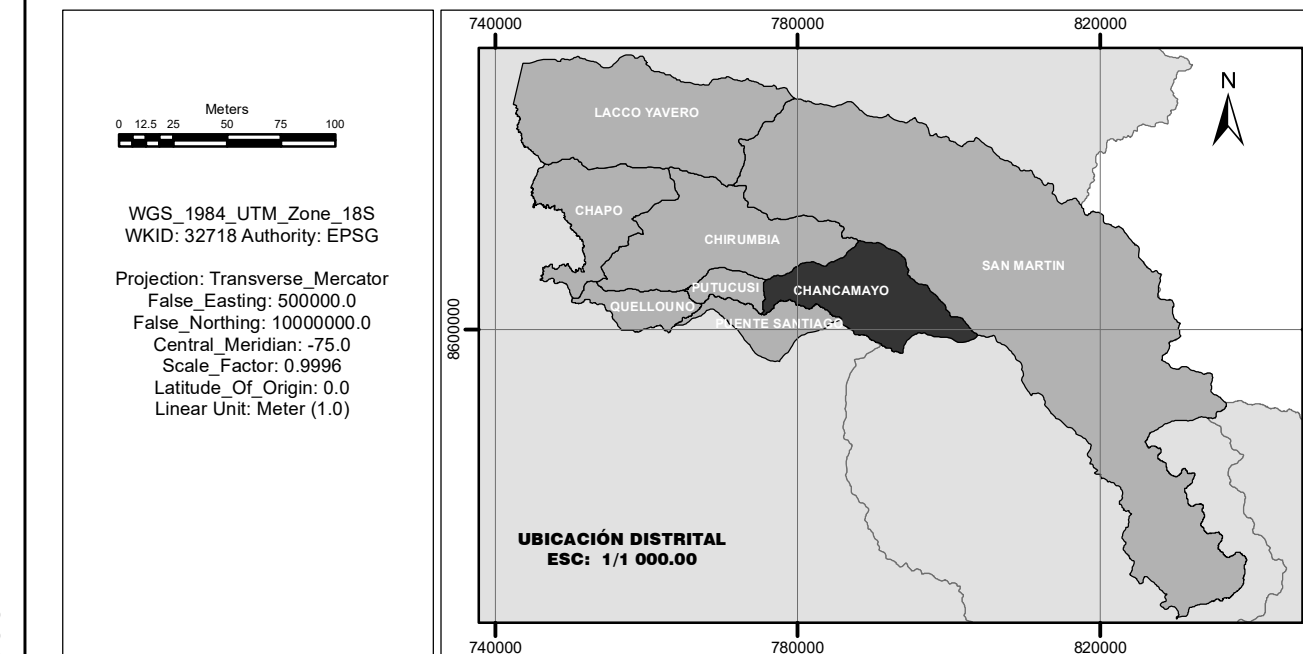 Meters
0 12.5 25 50 75 100
WGS_1984_UTM_Zone_18S
WKID: 32718 Authority: EPSG
Projection: Transverse_Mercator
False_Easting: 500000.0
False_Northing: 10000000.0
Central_Meridian: -75.0
Scale_Factor: 0.9996
Latitude_Of_Origin: 0.0
Linear Unit: Meter (1.0)
740000 780000 820000
N
LACCO YAVERO
CHAPO
CHIRUMBIA
SAN MARTIN
PUTUCUSI
CHANCAMAYO
QUELLOUNO
PUENTE SANTIAGO
8600000
UBICACIÓN DISTRITAL
ESC: 1/1 000.00
740000 780000 820000